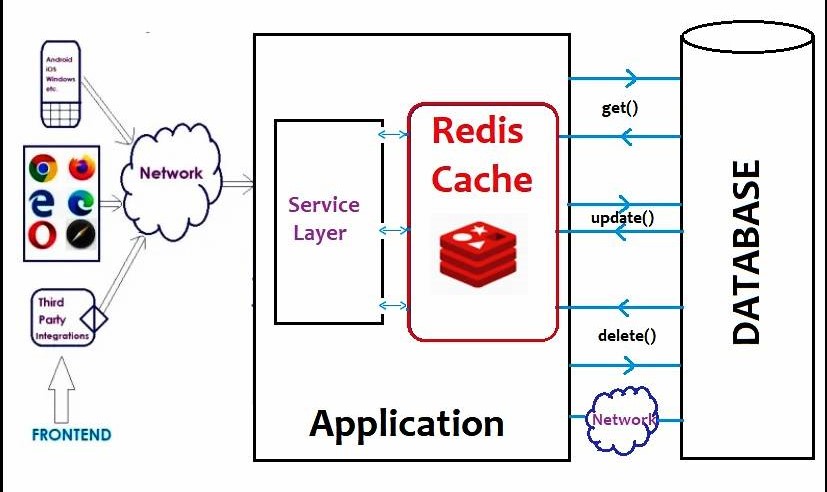 Android
iOS
Windows
etc.
Network
Third
Party
Integrations
FRONTEND
Service
Layer
Redis
Cache
Application
get()
update()
delete()
Network
DATABASE